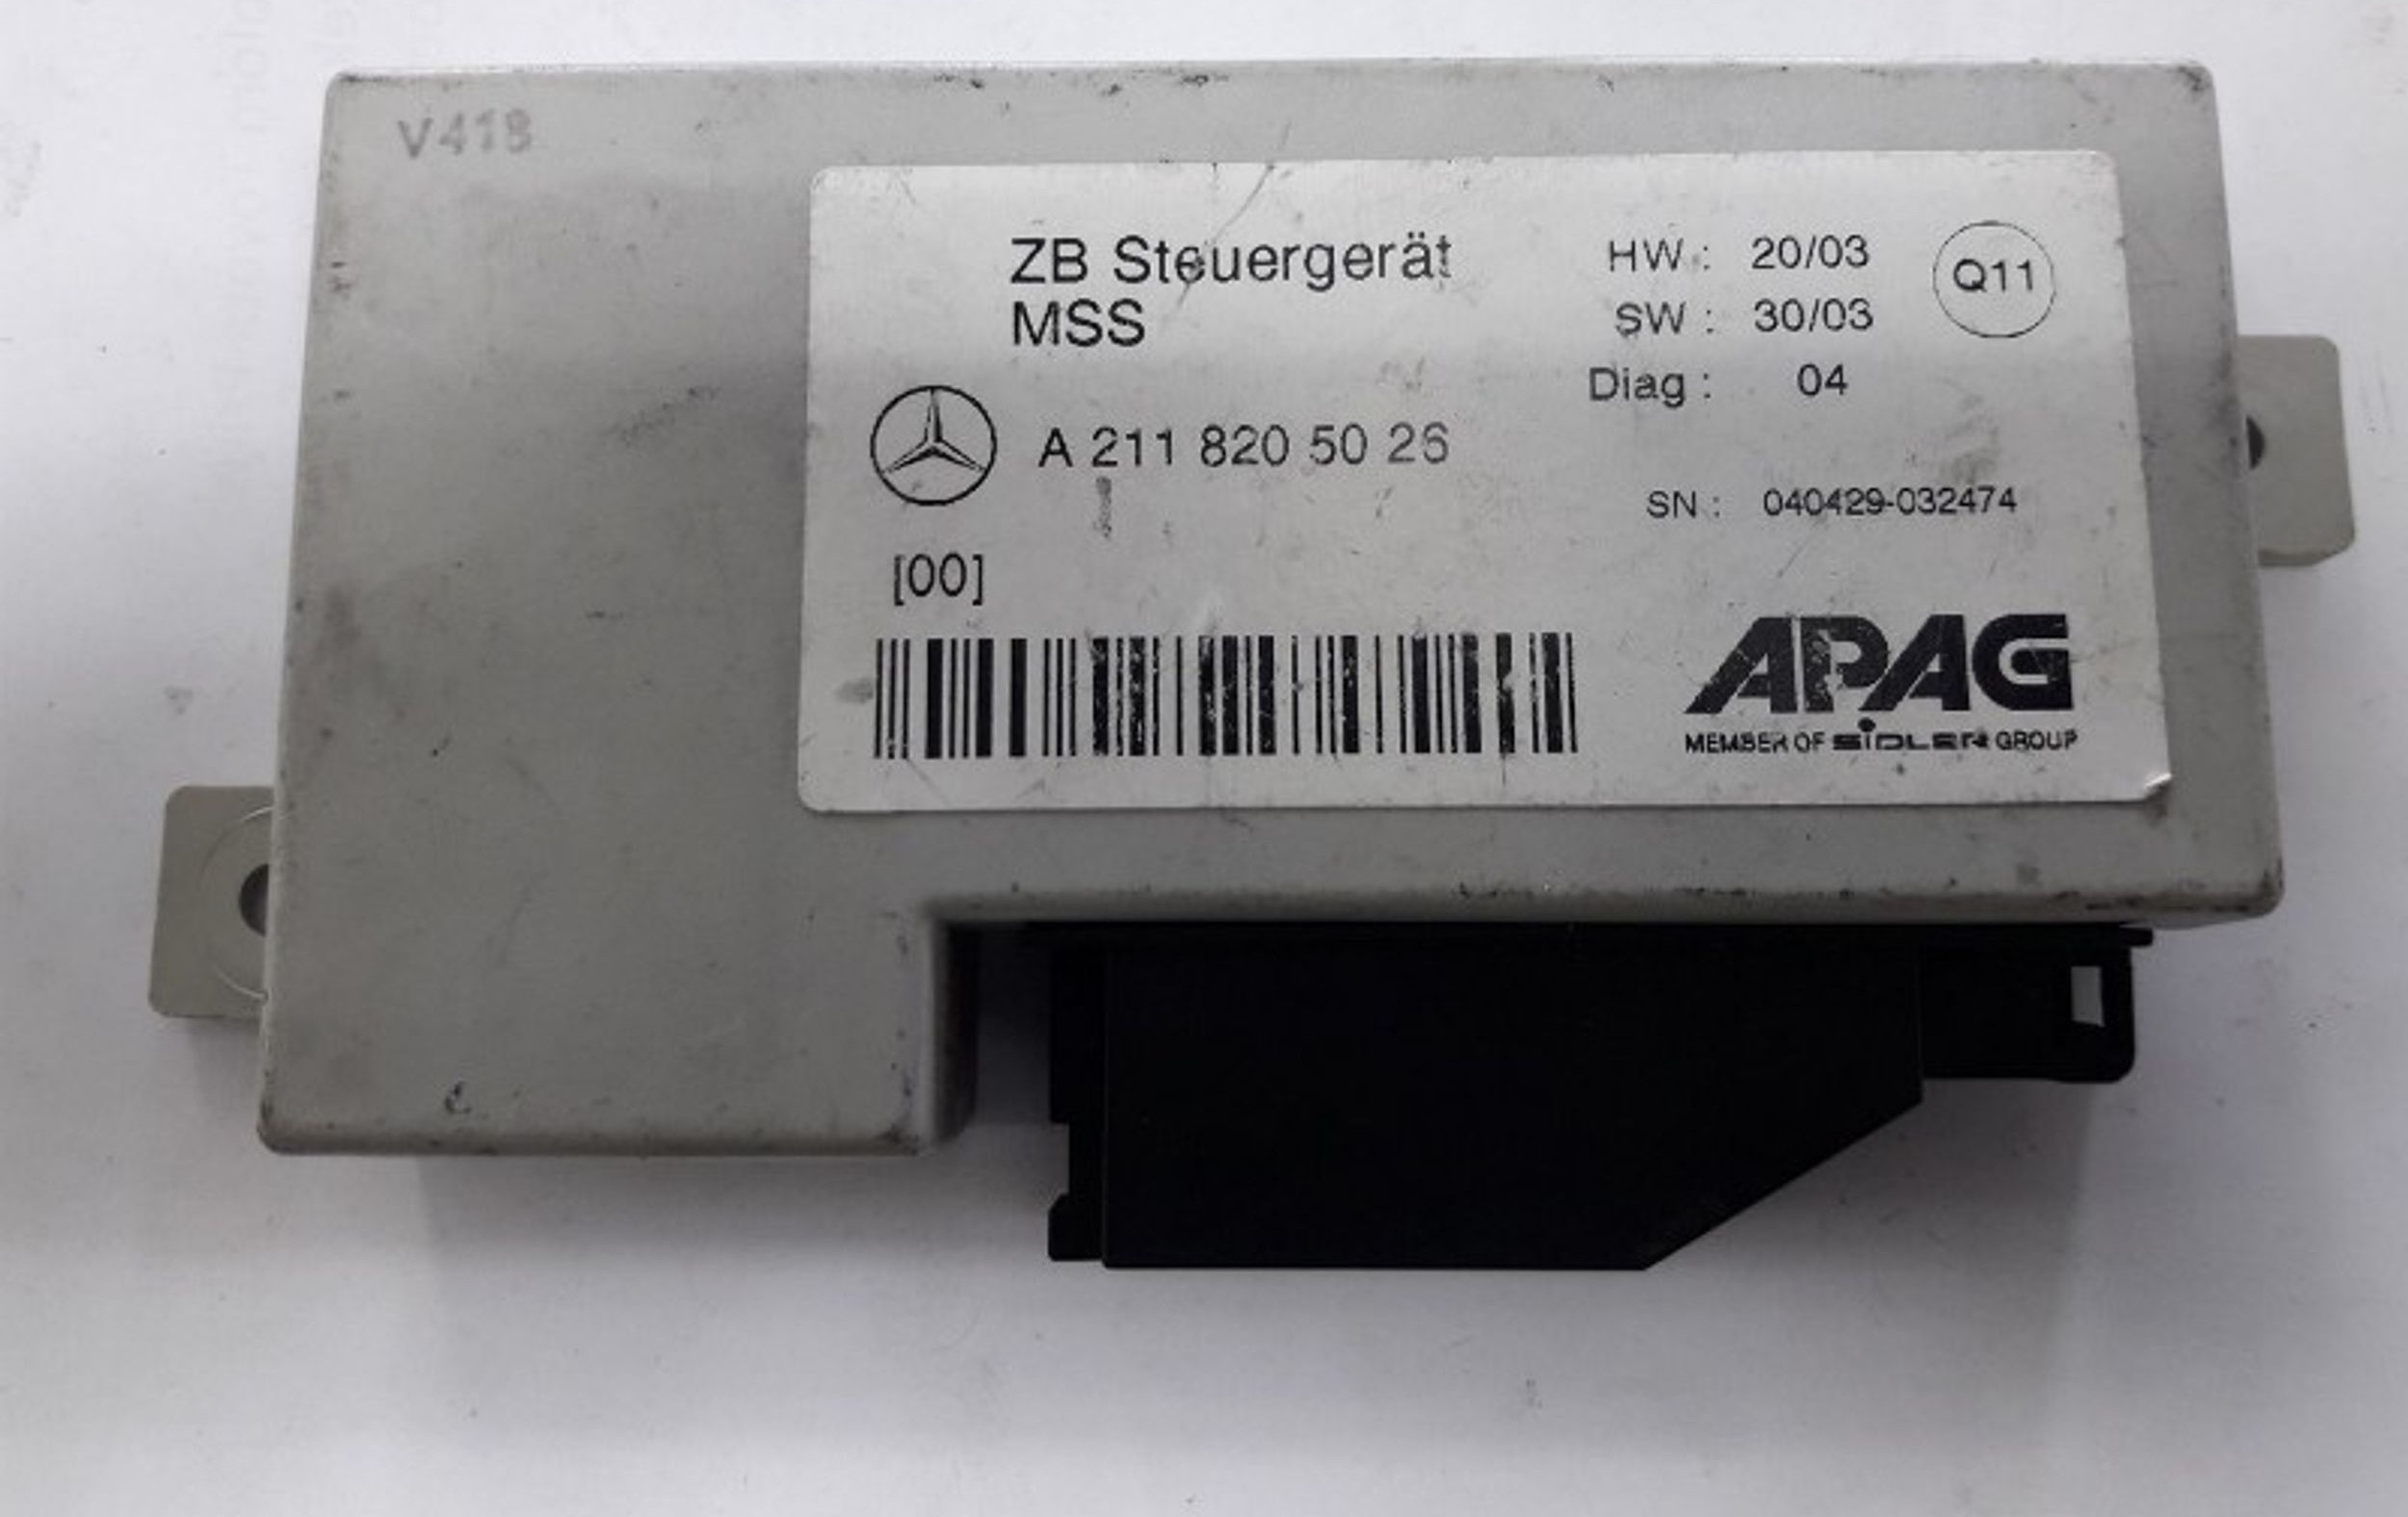 V418
ZB Steuergerät
MSS
HW : 20/03
SW : 30/03
Diag : 04
Q11
A 211 820 50 26
SN : 040429-032474
[00]
APAG
MEMBER OF SIDLER GROUP